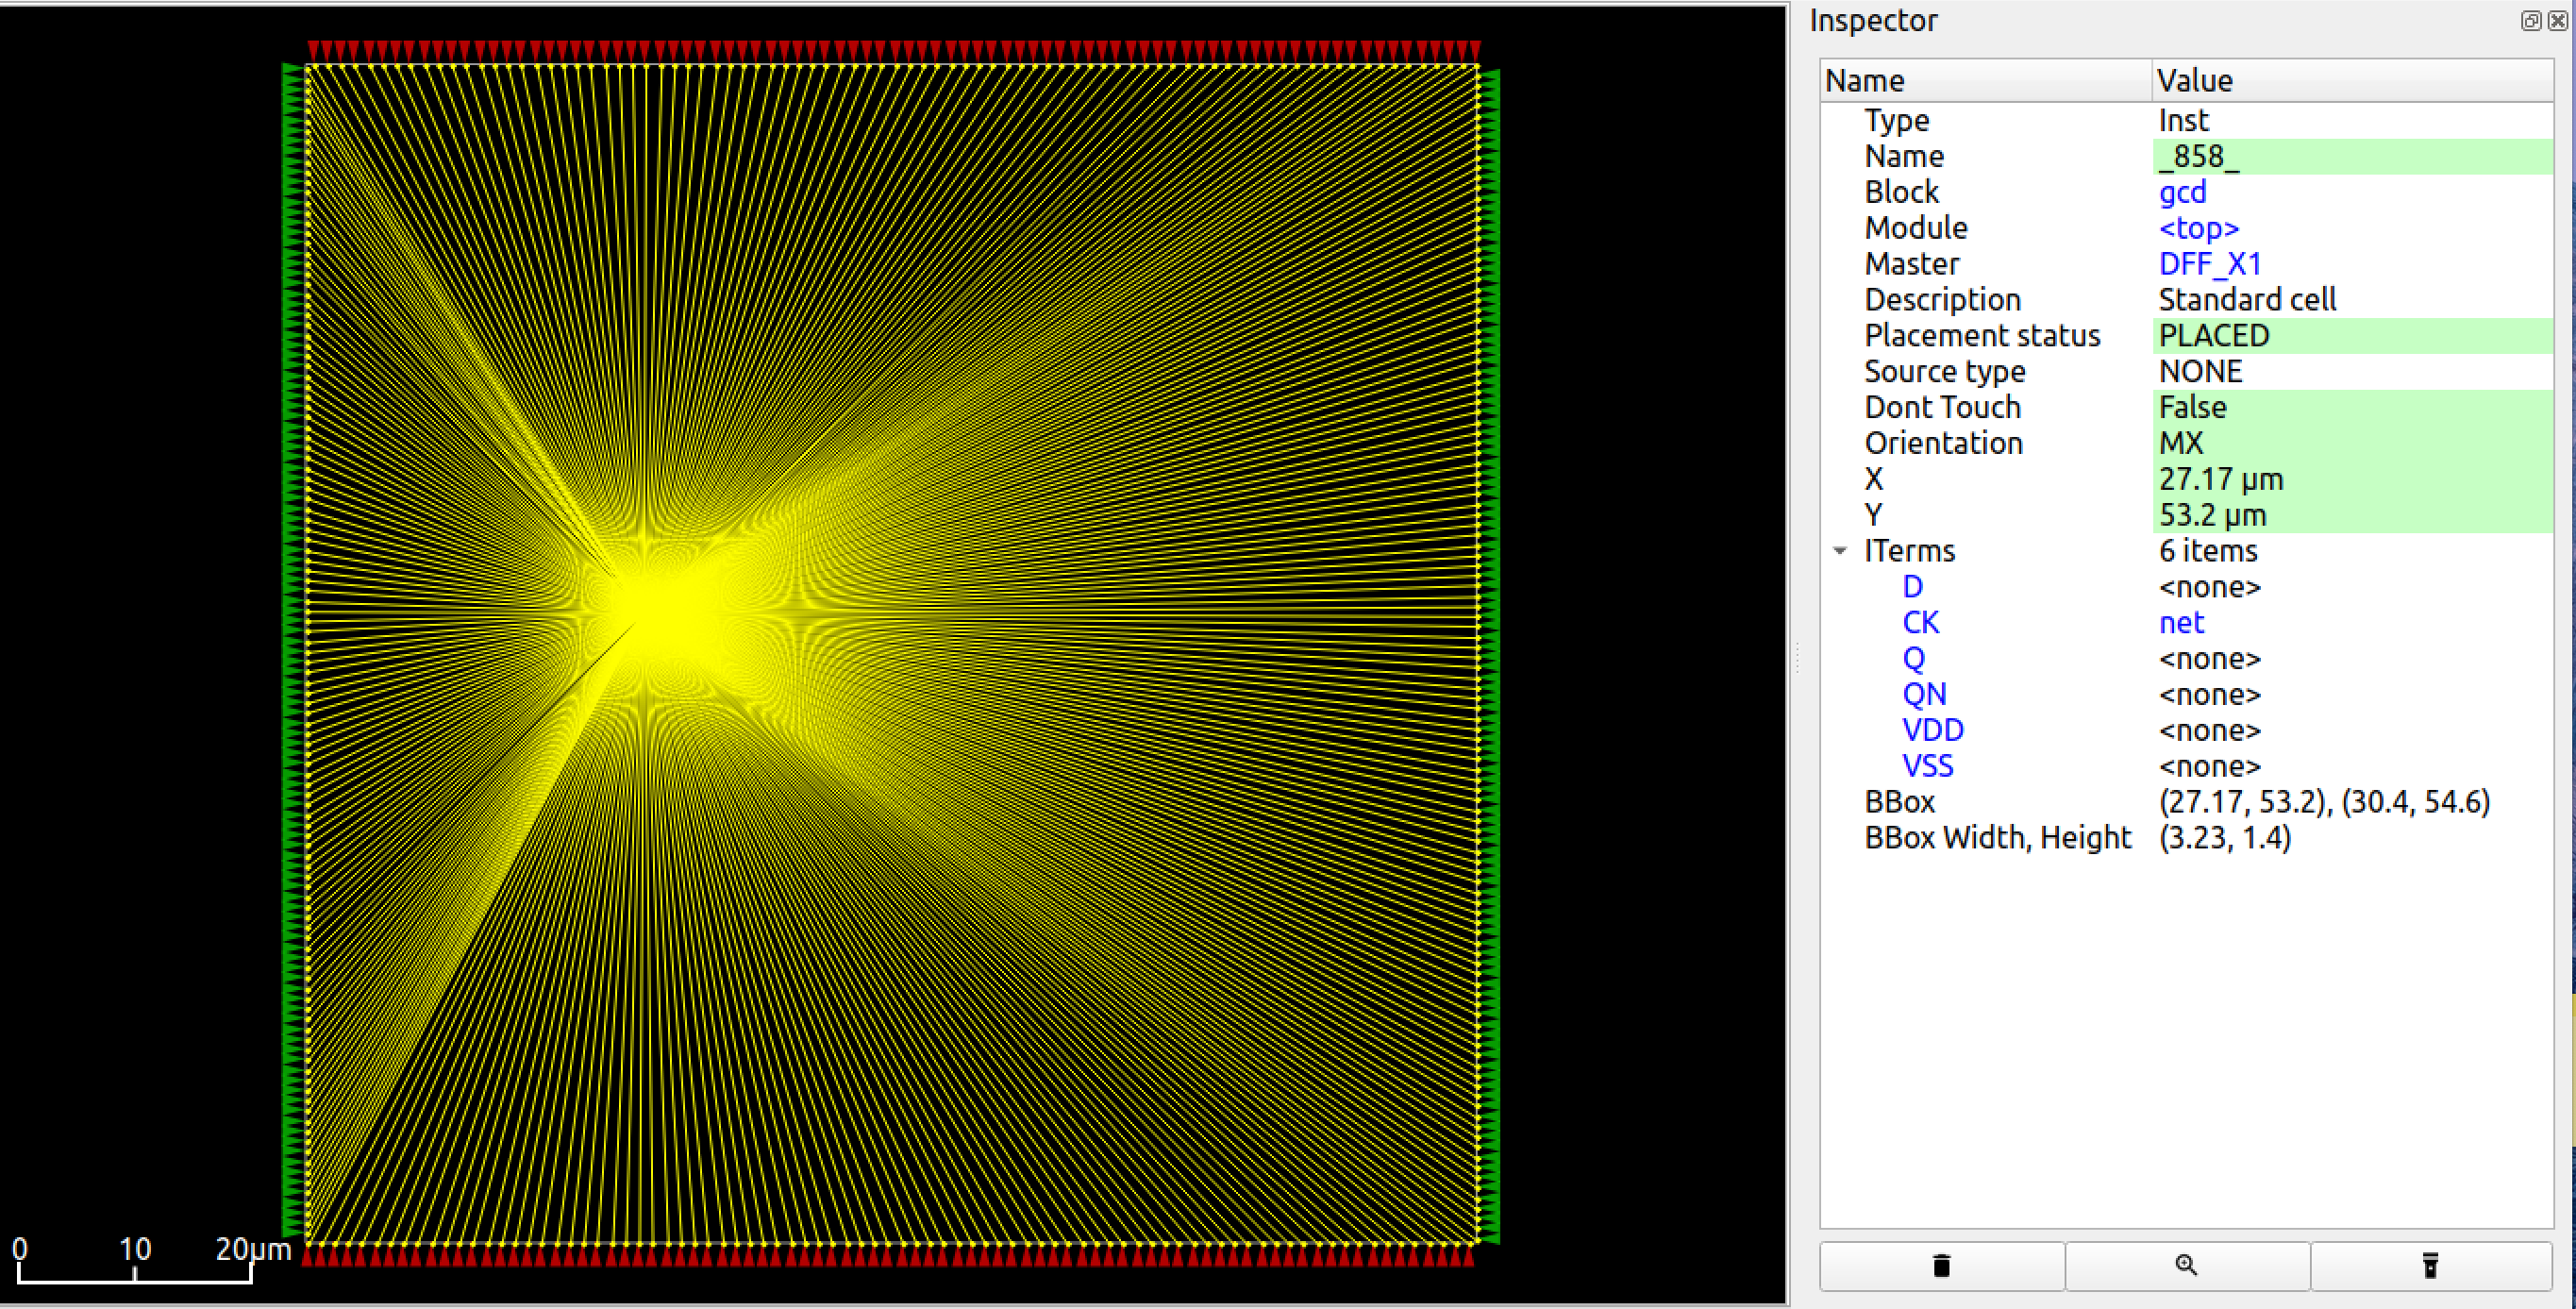 Inspector
Name Value
Type Inst
Name _858_
Block gcd
Module <top>
Master DFF_X1
Description Standard cell
Placement status PLACED
Source type NONE
Dont Touch False
Orientation MX
X 27.17 μm
Y 53.2 μm
ITerms 6 items
D <none>
CK net
Q <none>
QN <none>
VDD <none>
VSS <none>
BBox (27.17, 53.2), (30.4, 54.6)
BBox Width, Height (3.23, 1.4)
0 10 20μm